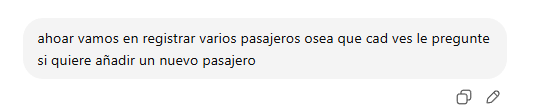 ahoar vamos en registrar varios pasajeros osea que cad ves le pregunte
si quiere añadir un nuevo pasajero